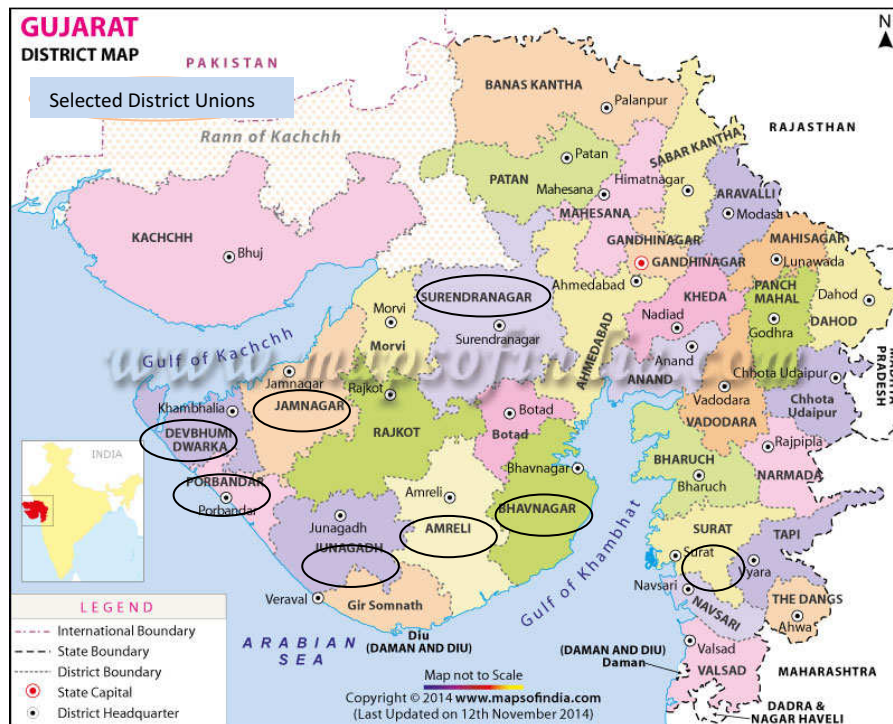 GUJARAT
DISTRICT MAP
N
PAKISTAN
Selected District Unions
Rann of Kachchh
BANAS KANTHA
Palanpur
RAJASTHAN
SABAR KANTHA
Patan
PATAN
Mahesana
Himatnagar
ARAVALLI
Modasa
MAHESANA
KACHCHH
Bhuj
GANDHINAGAR
GANDHINAGAR
MAHISAGAR
Lunawada
Ahmedabad
SURENDRANAGAR
KHEDA
PANCH
MAHAL
Dahod
DAHOD
Morvi
Nadiad
Godhra
Surendranagar
Gulf of Kachchh
Morvi
AHMEDABAD
Anand
ANAND
Chhota Udaipur
PRADESH
www.mapsofindia.com
Jamnagar
Rajkot
Vadodara
Chhota
Udaipur
Khambhalia
JAMNAGAR
Botad
VADODARA
DEVBHUMI
DWARKA
RAJKOT
Botad
Rajpipla
INDIA
BHARUCH
Bhavnagar
Bharuch
NARMADA
PORBANDAR
Porbandar
Amreli
BHAVNAGAR
Junagadh
AMRELI
SURAT
TAPI
JUNAGADH
Surat
Vyara
Gulf of Khambhat
Veraval
Gir Somnath
Navsari
NAVSARI
THE DANGS
Ahwa
LEGEND
International Boundary
State Boundary
District Boundary
State Capital
District Headquarter
ARABIAN
SEA
Diu
(DAMAN AND DIU)
(DAMAN AND DIU)
Daman
Valsad
VALSAD
MAHARASHTRA
Map not to Scale
Copyright © 2014 www.mapsofindia.com
(Last Updated on 12th November 2014)
DADRA &
NAGAR HAVELI